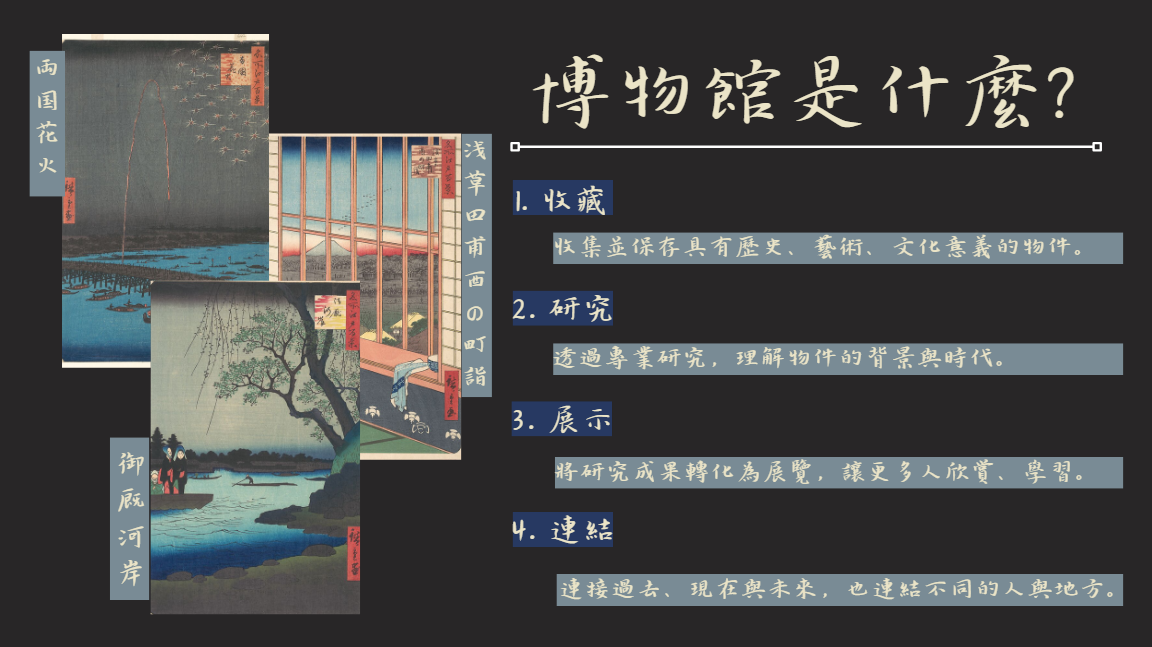 両国花火
浅草田甫酉の町詣
御厩河岸
博物館是什麼?
1. 收藏
收集並保存具有歷史、藝術、文化意義的物件。
2. 研究
透過專業研究，理解物件的背景與時代。
3. 展示
將研究成果轉化為展覽，讓更多人欣賞、學習。
4. 連結
連接過去、現在與未來，也連結不同的人與地方。